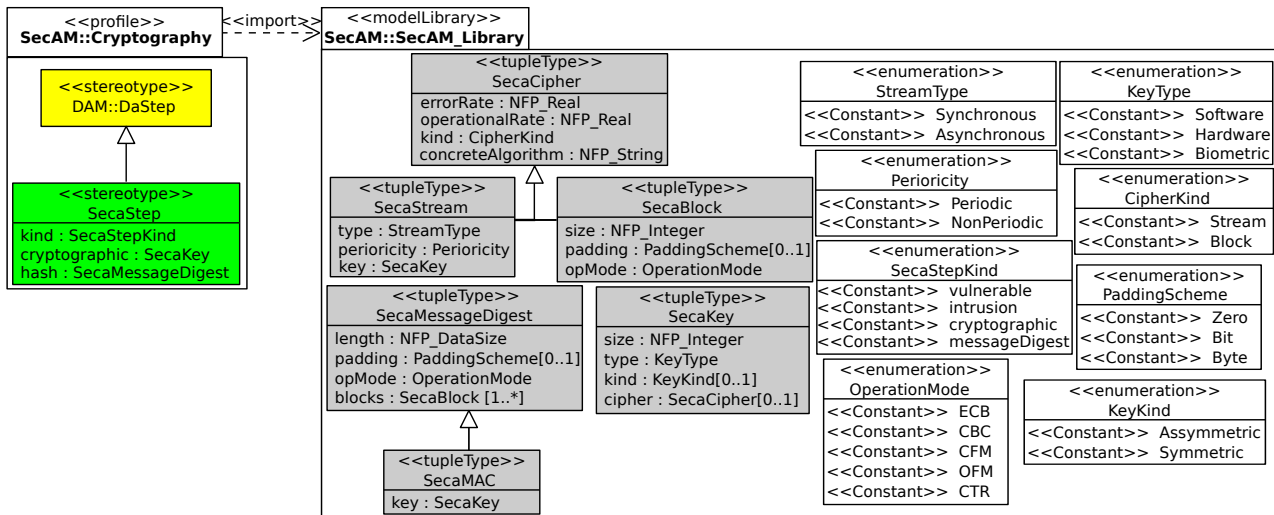 <<profile>>
SecAM::Cryptography
<<import>>
<<modelLibrary>>
SecAM::SecAM_Library
<<stereotype>>
DAM::DaStep
<<stereotype>>
SecaStep
kind : SecaStepKind
cryptographic : SecaKey
hash : SecaMessageDigest
<<tupleType>>
SecaCipher
errorRate : NFP_Real
operationalRate : NFP_Real
kind : CipherKind
concreteAlgorithm : NFP_String
<<tupleType>>
SecaStream
type : StreamType
perioricity : Perioricity
key : SecaKey
<<tupleType>>
SecaBlock
size : NFP_Integer
padding : PaddingScheme[0..1]
opMode : OperationMode
<<tupleType>>
SecaMessageDigest
length : NFP_DataSize
padding : PaddingScheme[0..1]
opMode : OperationMode
blocks : SecaBlock [1..*]
<<tupleType>>
SecaKey
size : NFP_Integer
type : KeyType
kind : KeyKind[0..1]
cipher : SecaCipher[0..1]
<<tupleType>>
SecaMAC
key : SecaKey
<<enumeration>>
StreamType
<<Constant>> Synchronous
<<Constant>> Asynchronous
<<enumeration>>
KeyType
<<Constant>> Software
<<Constant>> Hardware
<<Constant>> Biometric
<<enumeration>>
Perioricity
<<Constant>> Periodic
<<Constant>> NonPeriodic
<<enumeration>>
CipherKind
<<Constant>> Stream
<<Constant>> Block
<<enumeration>>
SecaStepKind
<<Constant>> vulnerable
<<Constant>> intrusion
<<Constant>> cryptographic
<<Constant>> messageDigest
<<enumeration>>
PaddingScheme
<<Constant>> Zero
<<Constant>> Bit
<<Constant>> Byte
<<enumeration>>
OperationMode
<<Constant>> ECB
<<Constant>> CBC
<<Constant>> CFM
<<Constant>> OFM
<<Constant>> CTR
<<enumeration>>
KeyKind
<<Constant>> Assymmetric
<<Constant>> Symmetric